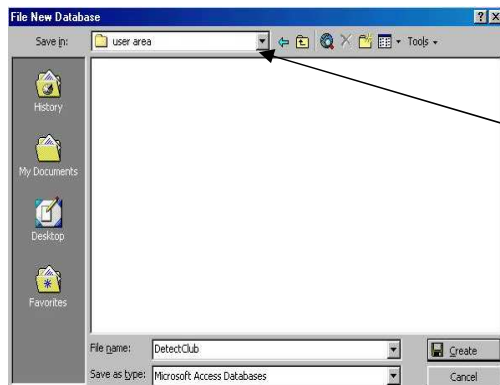 File New Database
Save in: user area Tools
History
My Documents
Desktop
Favorites
File name: DetectClub Create
Save as type: Microsoft Access Databases Cancel